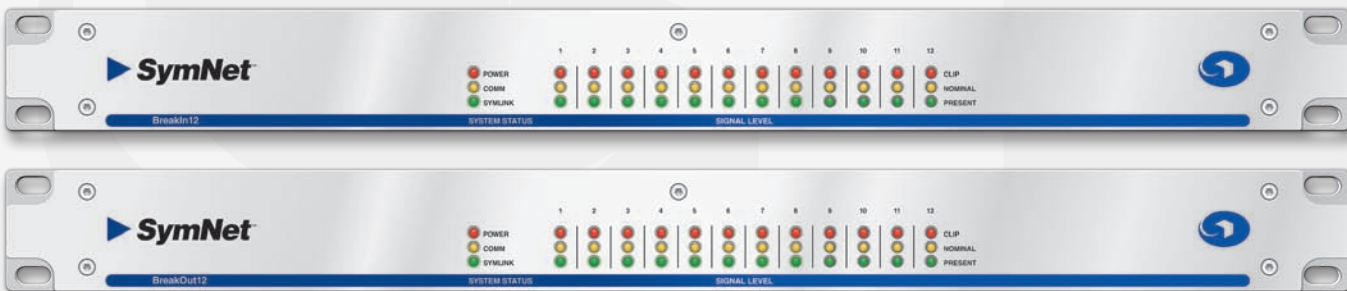 1 2 3 4 5 6 7 8 9 10 11 12
SymNet™
POWER CLIP
COMM NOMINAL
SYMLINK PRESENT
BreakIn12 SYSTEM STATUS SIGNAL LEVEL
1 2 3 4 5 6 7 8 9 10 11 12
SymNet™
POWER CLIP
COMM NOMINAL
SYMLINK PRESENT
BreakOut12 SYSTEM STATUS SIGNAL LEVEL